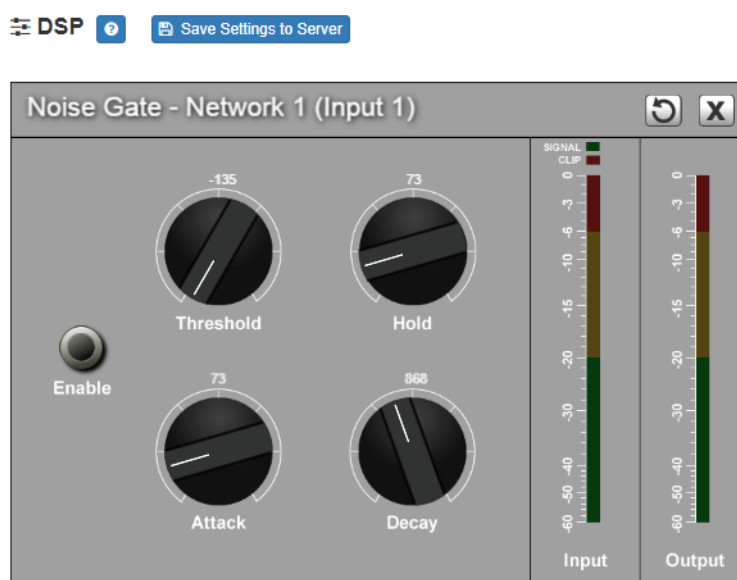 DSP ? Save Settings to Server
Noise Gate - Network 1 (Input 1)
X
-135
Threshold
73
Hold
Enable
73
Attack
868
Decay
SIGNAL
CLIP
0
-3
-6
-10
-15
-20
-30
-40
-50
-60
Input
0
-3
-6
-10
-15
-20
-30
-40
-50
-60
Output